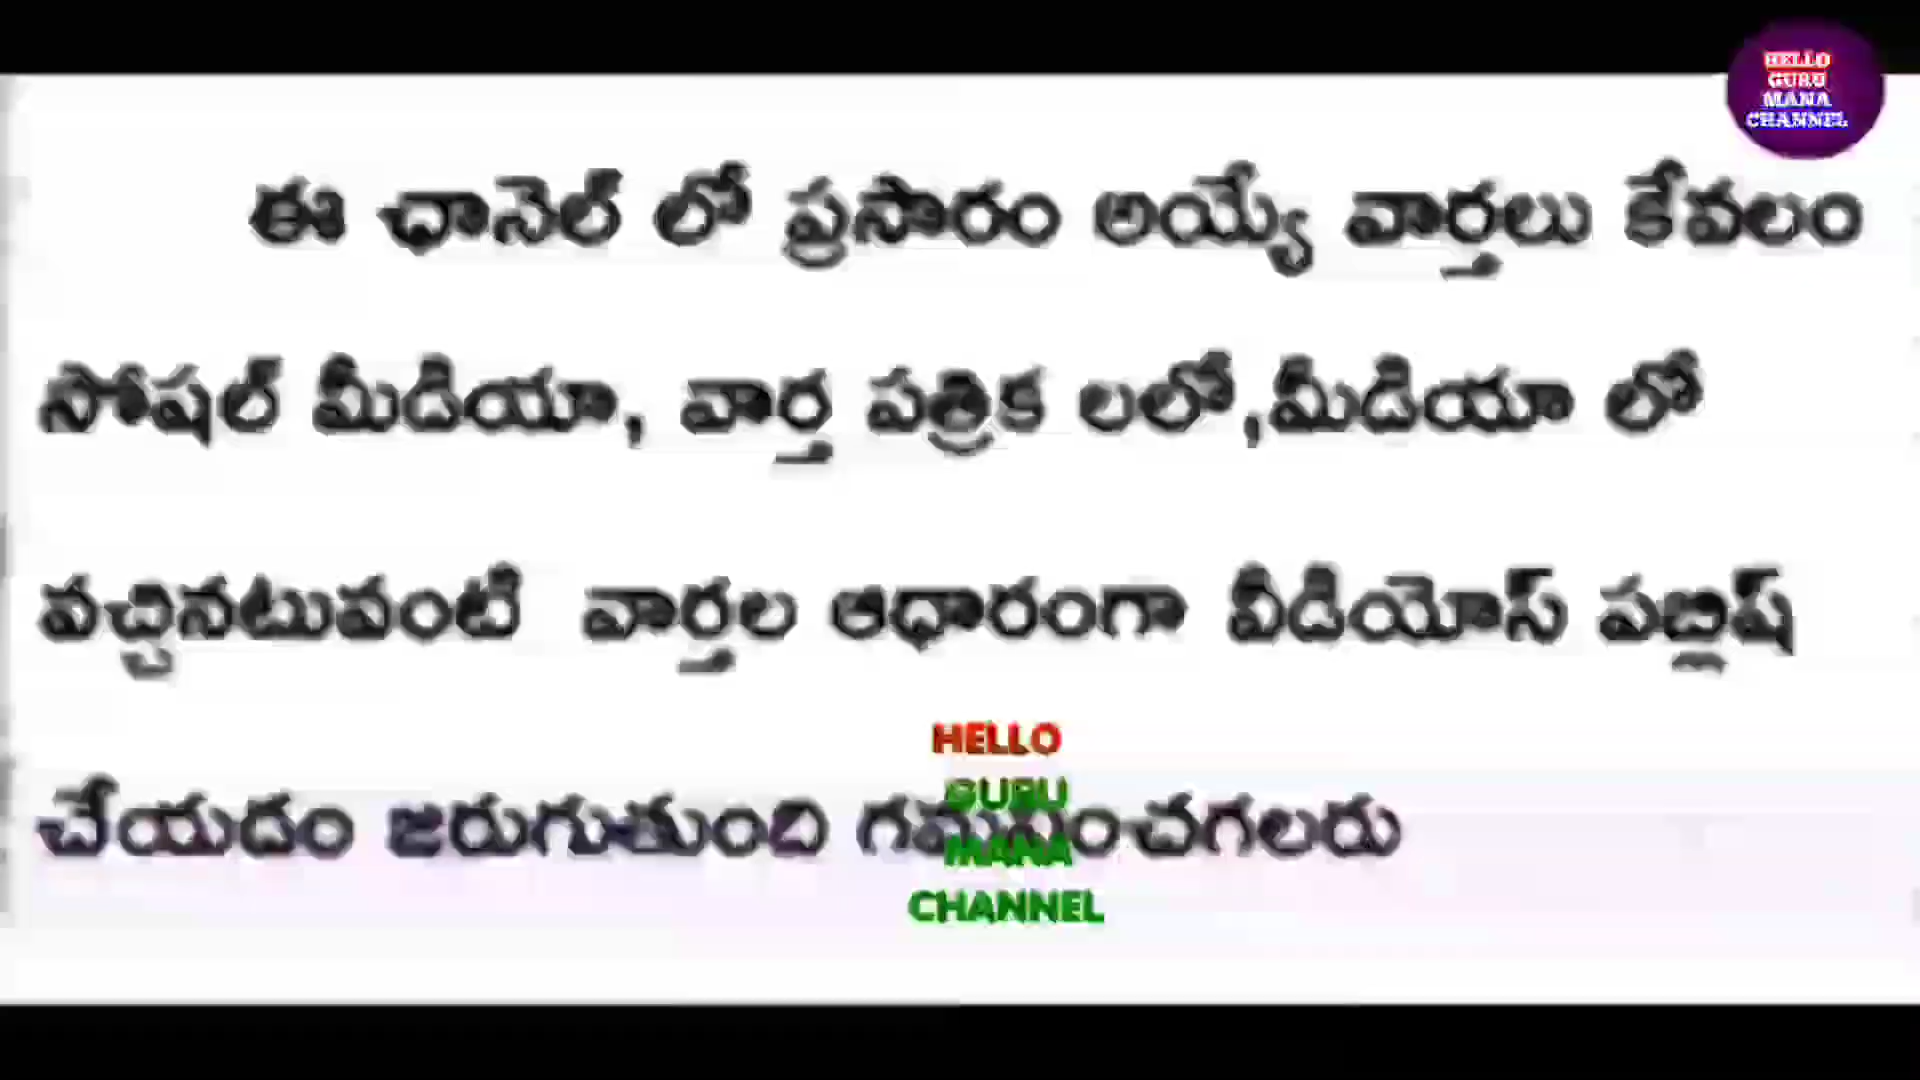 HELLO
GURU
MANA
CHANNEL
ఈ ఛానెల్ లో ప్రసారం అయ్యే వార్తలు కేవలం
సోషల్ మీడియా, వార్త పత్రిక లలో,మీడియా లో
వచ్చినటువంటి వార్తల ఆధారంగా వీడియోస్ పబ్లిష్
చేయడం జరుగుతుంది గమనించగలరు
HELLO
GURU
MANA
CHANNEL